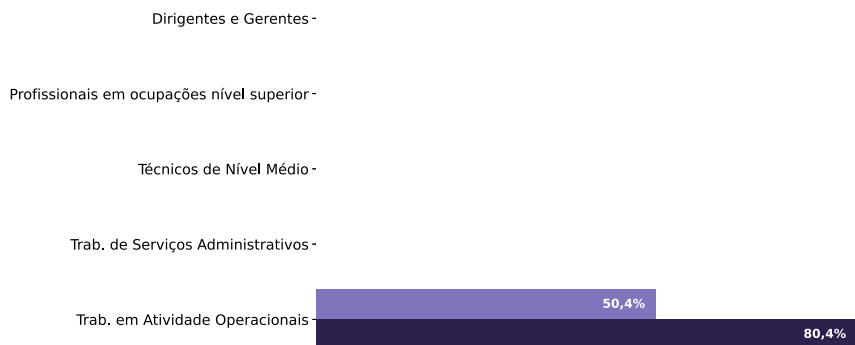 Dirigentes e Gerentes
Profissionais em ocupações nível superior
Técnicos de Nível Médio
Trab. de Serviços Administrativos
50,4%
Trab. em Atividade Operacionais
80,4%